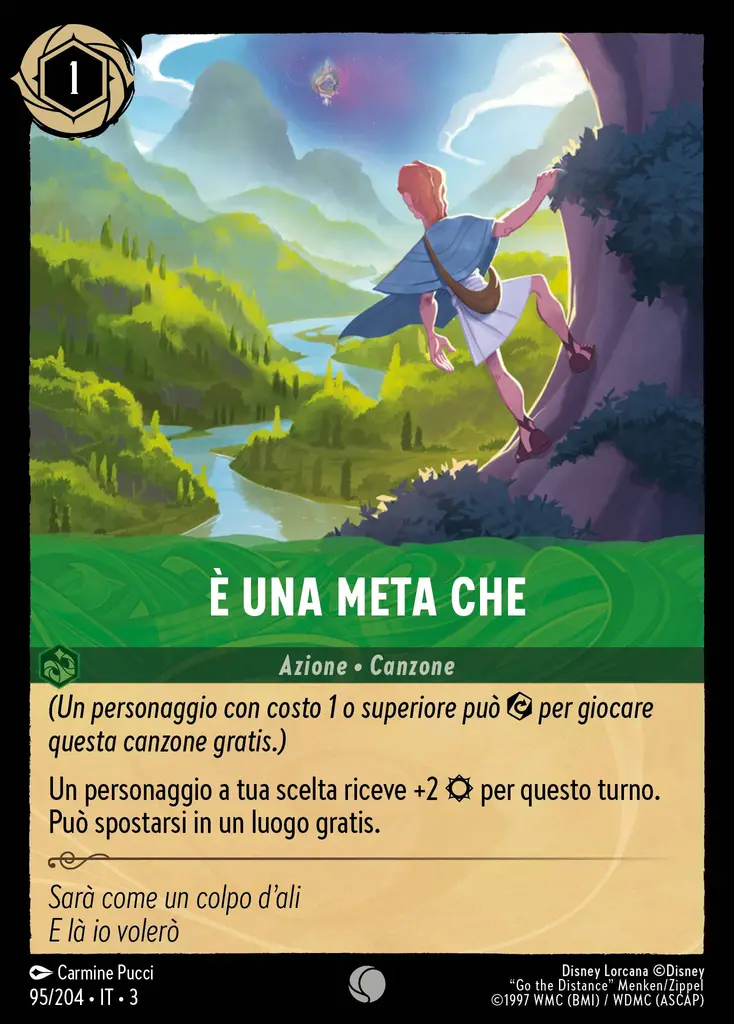 1
È UNA META CHE
Azione • Canzone
(Un personaggio con costo 1 o superiore può per giocare
questa canzone gratis.)
Un personaggio a tua scelta riceve +2 per questo turno.
Può spostarsi in un luogo gratis.
Sarà come un colpo d'ali
E là io volerò
Carmine Pucci
Disney Lorcana ©Disney
95/204 • IT • 3
“Go the Distance” Menken/Zippel
©1997 WMC (BMI) / WDMC (ASCAP)